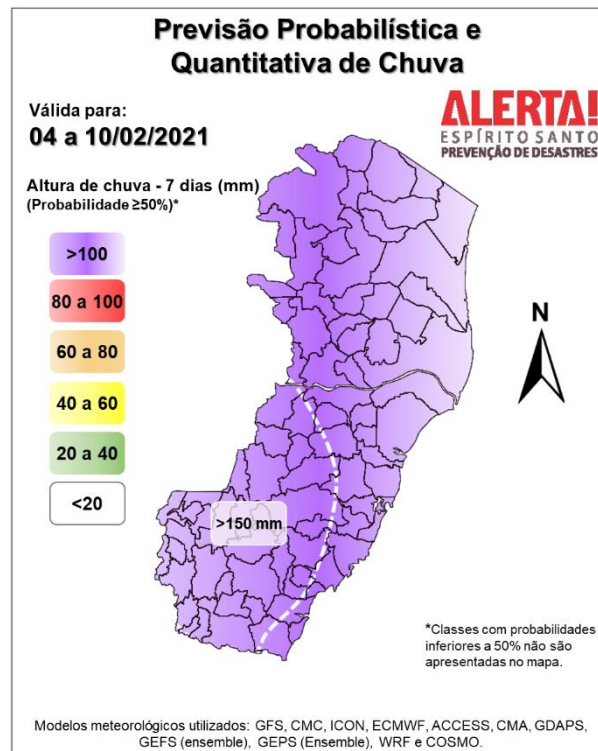 Previsão Probabilística e
Quantitativa de Chuva
Válida para:
04 a 10/02/2021
ALERTA!
ESPÍRITO SANTO
PREVENÇÃO DE DESASTRES
Altura de chuva - 7 dias (mm)
(Probabilidade ≥50%)*
>100
80 a 100
60 a 80
40 a 60
20 a 40
<20
N
>150 mm
*Classes com probabilidades
inferiores a 50% não são
apresentadas no mapa.
Modelos meteorológicos utilizados: GFS, CMC, ICON, ECMWF, ACCESS, CMA, GDAPS,
GEFS (ensemble), GEPS (Ensemble), WRF e COSMO.